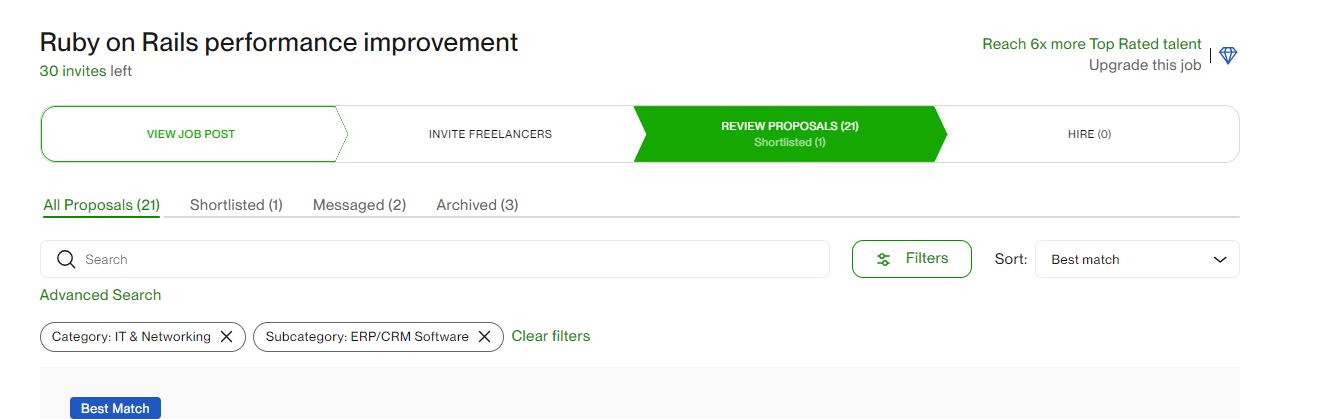 Ruby on Rails performance improvement
30 invites left
Reach 6x more Top Rated talent
Upgrade this job
VIEW JOB POST
INVITE FREELANCERS
REVIEW PROPOSALS (21)
Shortlisted (1)
HIRE (0)
All Proposals (21)
Shortlisted (1)
Messaged (2)
Archived (3)
Search
Filters
Sort:
Best match
Advanced Search
Category: IT & Networking
Subcategory: ERP/CRM Software
Clear filters
Best Match